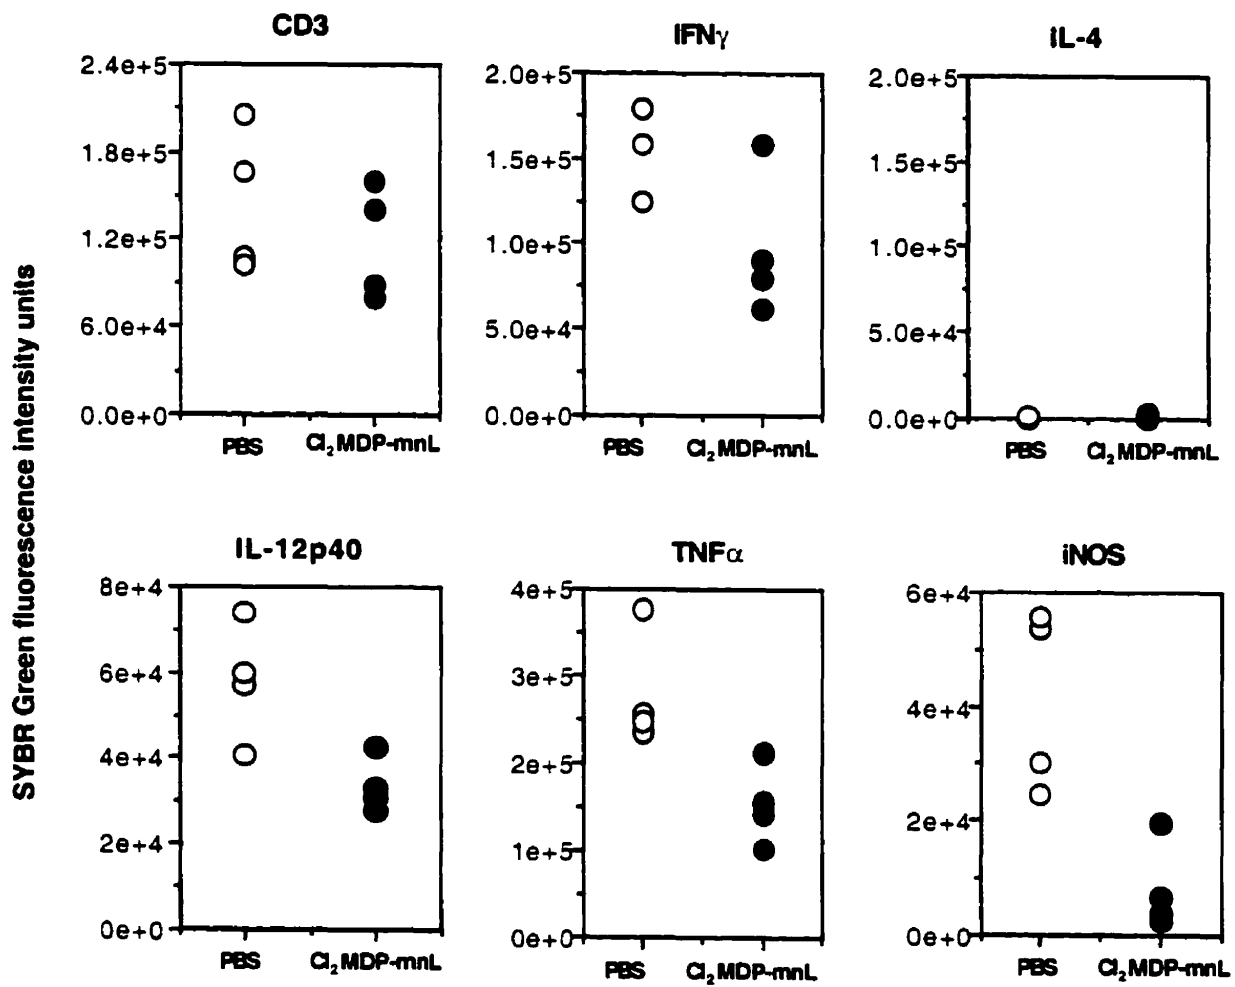 SYBR Green fluorescence intensity units
CD3
2.4e+5
1.8e+5
1.2e+5
6.0e+4
0.0e+0
PBS Cl₂MDP-mnL
IFNγ
2.0e+5
1.5e+5
1.0e+5
5.0e+4
0.0e+0
PBS Cl₂MDP-mnL
IL-4
2.0e+5
1.5e+5
1.0e+5
5.0e+4
0.0e+0
PBS Cl₂MDP-mnL
IL-12p40
8e+4
6e+4
4e+4
2e+4
0e+0
PBS Cl₂MDP-mnL
TNFα
4e+5
3e+5
2e+5
1e+5
0e+0
PBS Cl₂MDP-mnL
iNOS
6e+4
4e+4
2e+4
0e+0
PBS Cl₂MDP-mnL